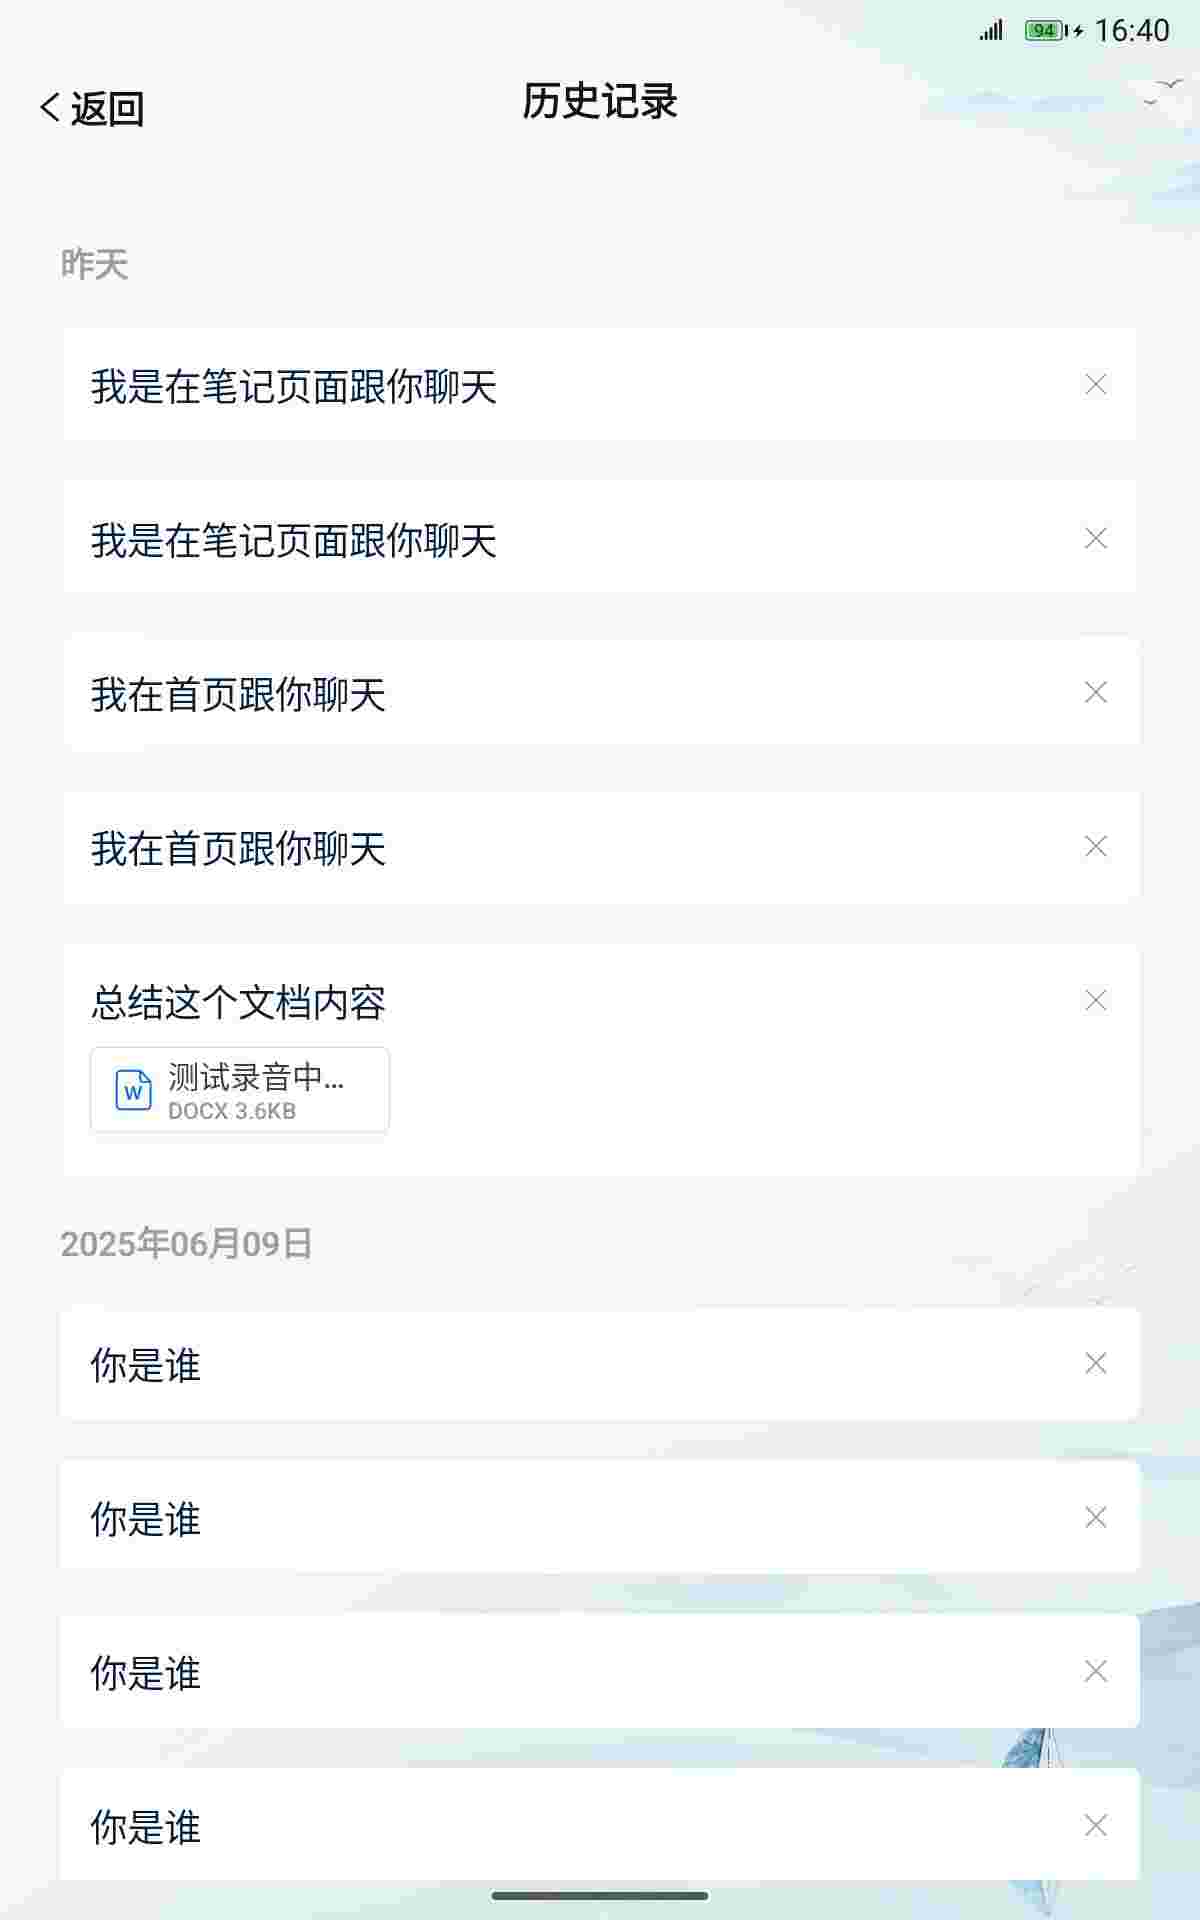 94 16:40
返回
历史记录
昨天
我是在笔记页面跟你聊天
我是在笔记页面跟你聊天
我在首页跟你聊天
我在首页跟你聊天
总结这个文档内容
W
测试录音中...
DOCX 3.6KB
2025年06月09日
你是谁
你是谁
你是谁
你是谁